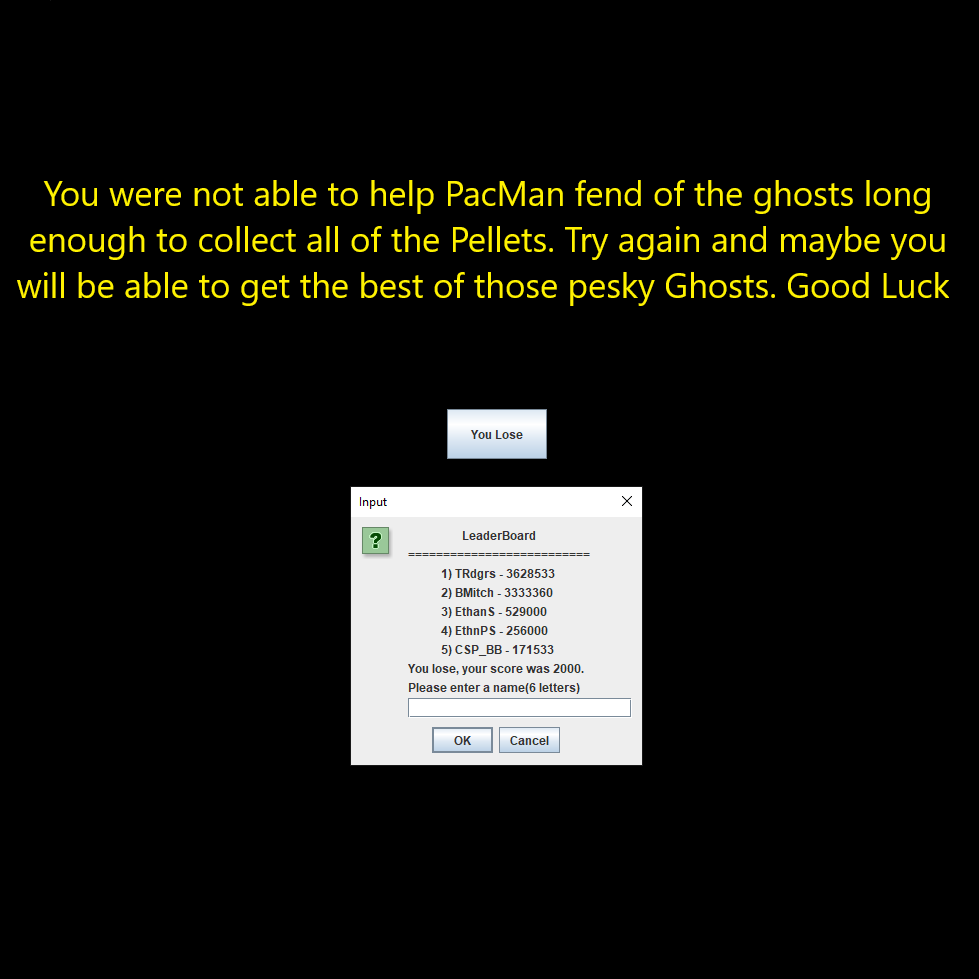 You were not able to help PacMan fend of the ghosts long
enough to collect all of the Pellets. Try again and maybe you
will be able to get the best of those pesky Ghosts. Good Luck
You Lose
Input
?
LeaderBoard
==========================
1) TRdgrs - 3628533
2) BMitch - 3333360
3) EthanS - 529000
4) EthnPS - 256000
5) CSP_BB - 171533
You lose, your score was 2000.
Please enter a name(6 letters)
OK Cancel